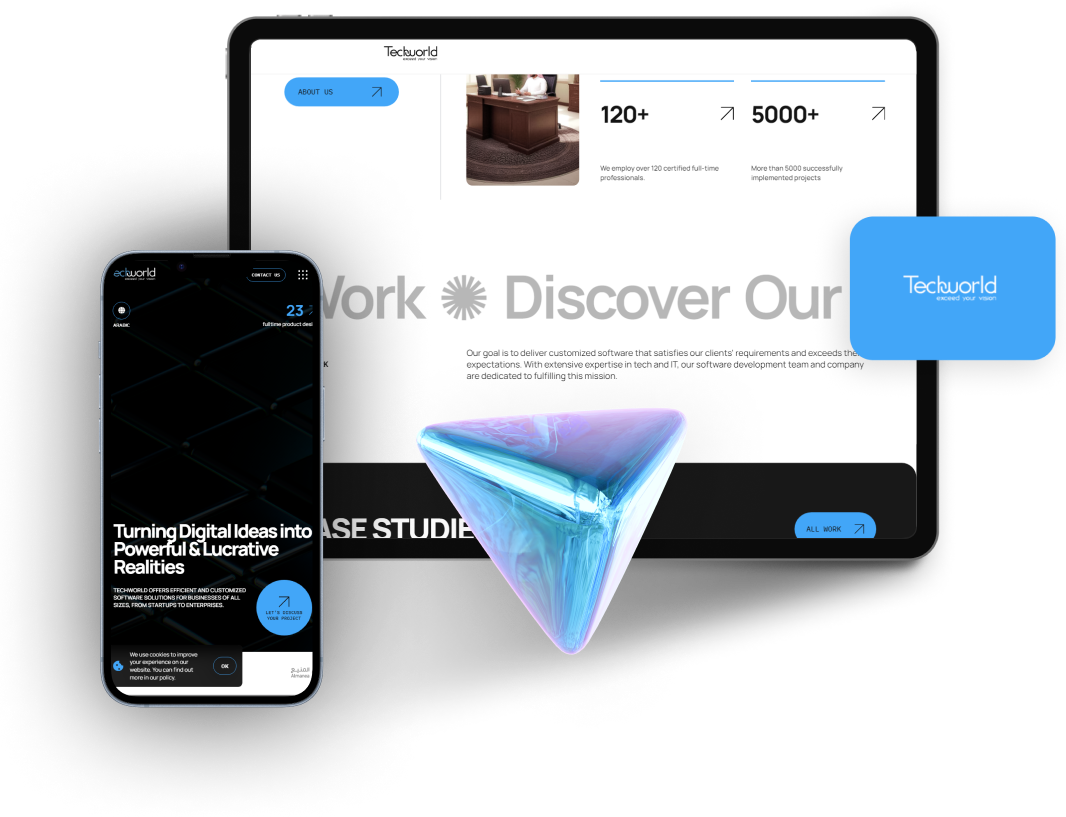 Techworld
exceed your vision
ABOUT US
120+
5000+
We employ over 120 certified full-time
professionals.
More than 5000 successfully
implemented projects
Work Discover Our
Techworld
exceed your vision
Our goal is to deliver customized software that satisfies our clients' requirements and exceeds the
expectations. With extensive expertise in tech and IT, our software development team and company
are dedicated to fulfilling this mission.
K
ASE STUDIE
ALL WORK
echworld
exceed your vision
CONTACT US
23
ARABIC
fulltime product desi
Turning Digital Ideas into
Powerful & Lucrative
Realities
TECHWORLD OFFERS EFFICIENT AND CUSTOMIZED
SOFTWARE SOLUTIONS FOR BUSINESSES OF ALL
SIZES, FROM STARTUPS TO ENTERPRISES.
LET'S DISCUSS
YOUR PROJECT
We use cookies to improve
your experience on our
website. You can find out
more in our policy.
OK
المنيع
Almanea